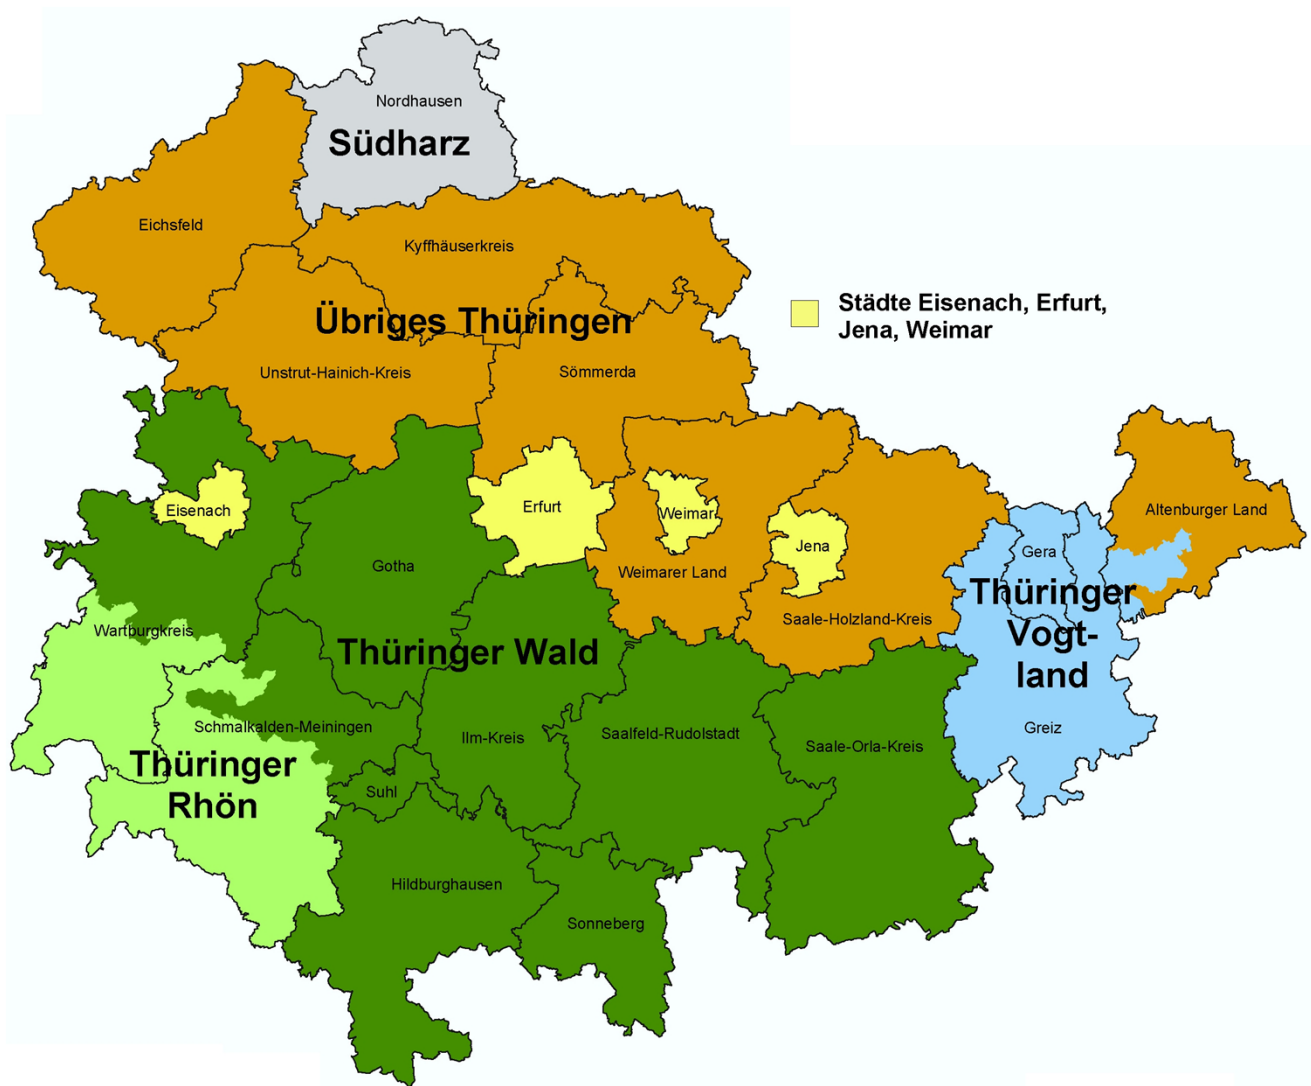 Nordhausen
Südharz
Eichsfeld
Kyffhäuserkreis
Übriges Thüringen
Städte Eisenach, Erfurt,
Jena, Weimar
Unstrut-Hainich-Kreis
Sömmerda
Eisenach
Erfurt
Weimar
Jena
Altenburger Land
Gera
Gotha
Weimarer Land
Thüringer
Vogt-
land
Saale-Holzland-Kreis
Wartburgkreis
Thüringer Wald
Schmalkalden-Meiningen
Ilm-Kreis
Saalfeld-Rudolstadt
Saale-Orla-Kreis
Greiz
Thüringer
Rhön
Suhl
Hildburghausen
Sonneberg